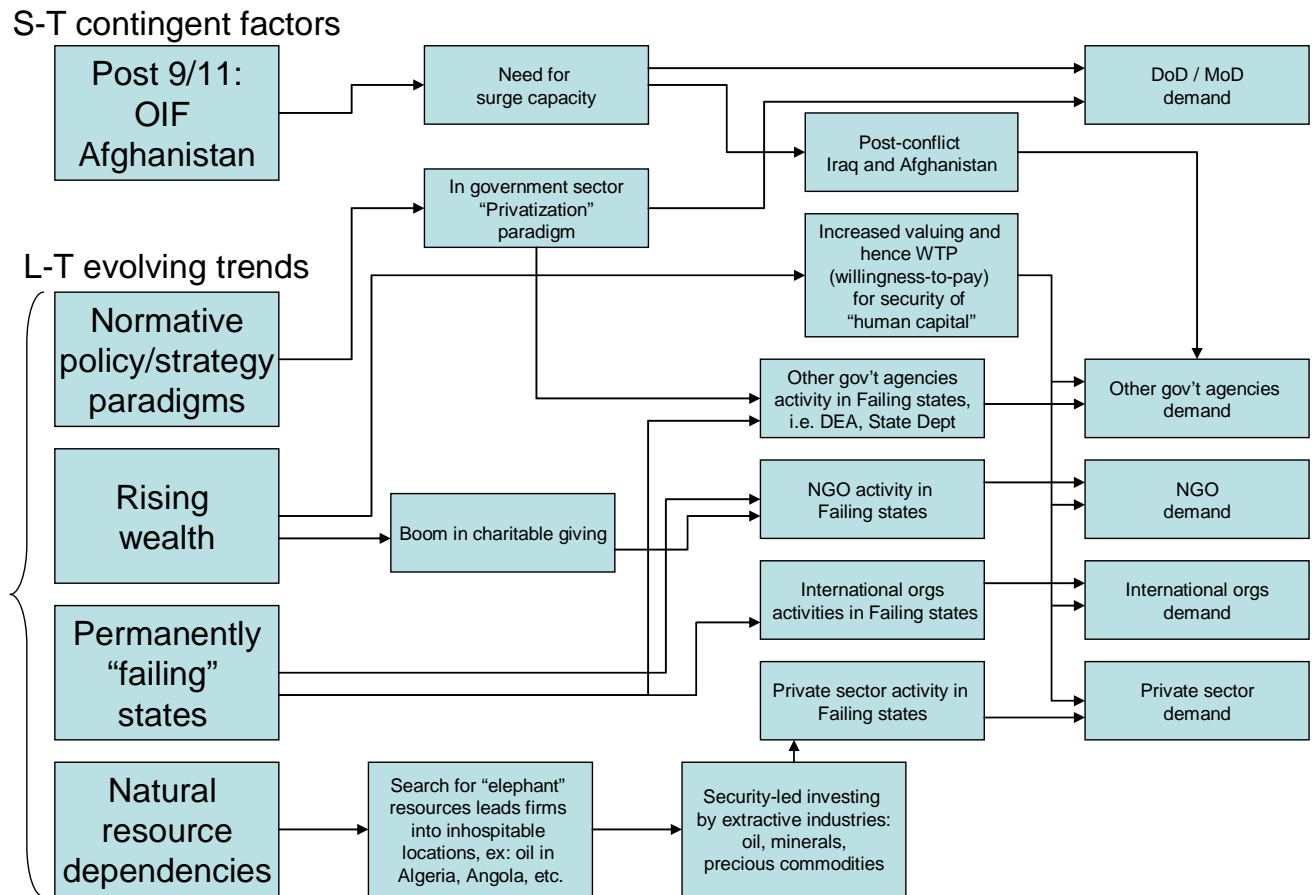 S-T contingent factors
Post 9/11:
OIF
Afghanistan
Need for
surge capacity
DoD / MoD
demand
Post-conflict
Iraq and Afghanistan
In government sector
“Privatization”
paradigm
Increased valuing and
hence WTP
(willingness-to-pay)
for security of
“human capital”
L-T evolving trends
Normative
policy/strategy
paradigms
Other gov’t agencies
activity in Failing states,
i.e. DEA, State Dept
Other gov’t agencies
demand
Rising
wealth
Boom in charitable giving
NGO activity in
Failing states
NGO
demand
International orgs
activities in Failing states
International orgs
demand
Permanently
“failing”
states
Private sector activity in
Failing states
Private sector
demand
Natural
resource
dependencies
Search for “elephant”
resources leads firms
into inhospitable
locations, ex: oil in
Algeria, Angola, etc.
Security-led investing
by extractive industries:
oil, minerals,
precious commodities